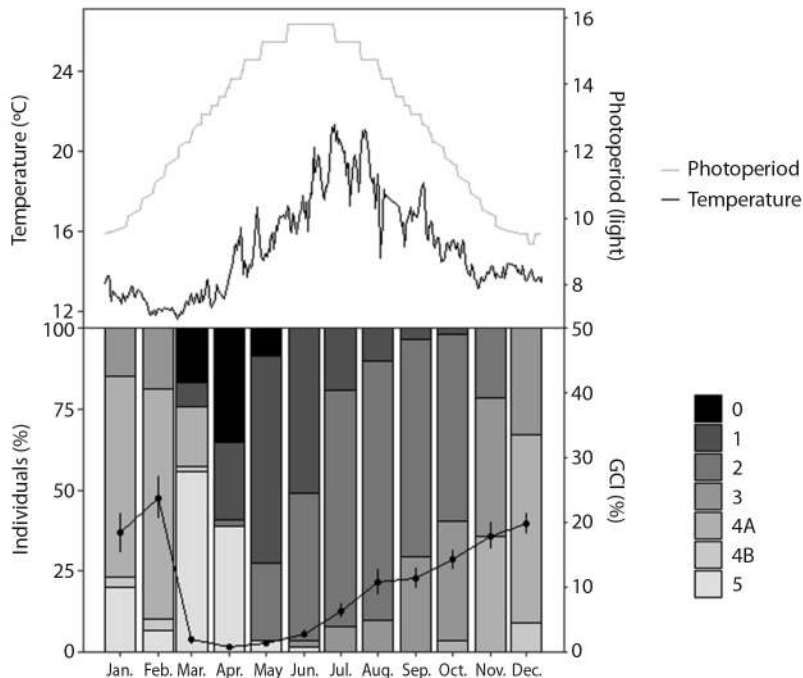 16
24
14
20
12
16
10
12
8
Temperature (ºC)
Photoperiod (light)
Photoperiod
Temperature
100
50
75
40
50
30
25
20
0
10
0
Individuals (%)
GCI (%)
0
1
2
3
4A
4B
5
Jan. Feb. Mar. Apr. May Jun. Jul. Aug. Sep. Oct. Nov. Dec.